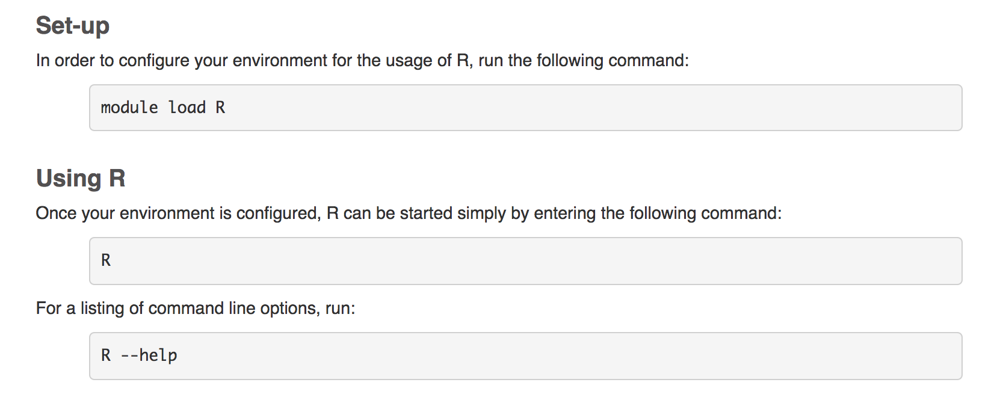 Set-up
In order to configure your environment for the usage of R, run the following command:
module load R
Using R
Once your environment is configured, R can be started simply by entering the following command:
R
For a listing of command line options, run:
R --help